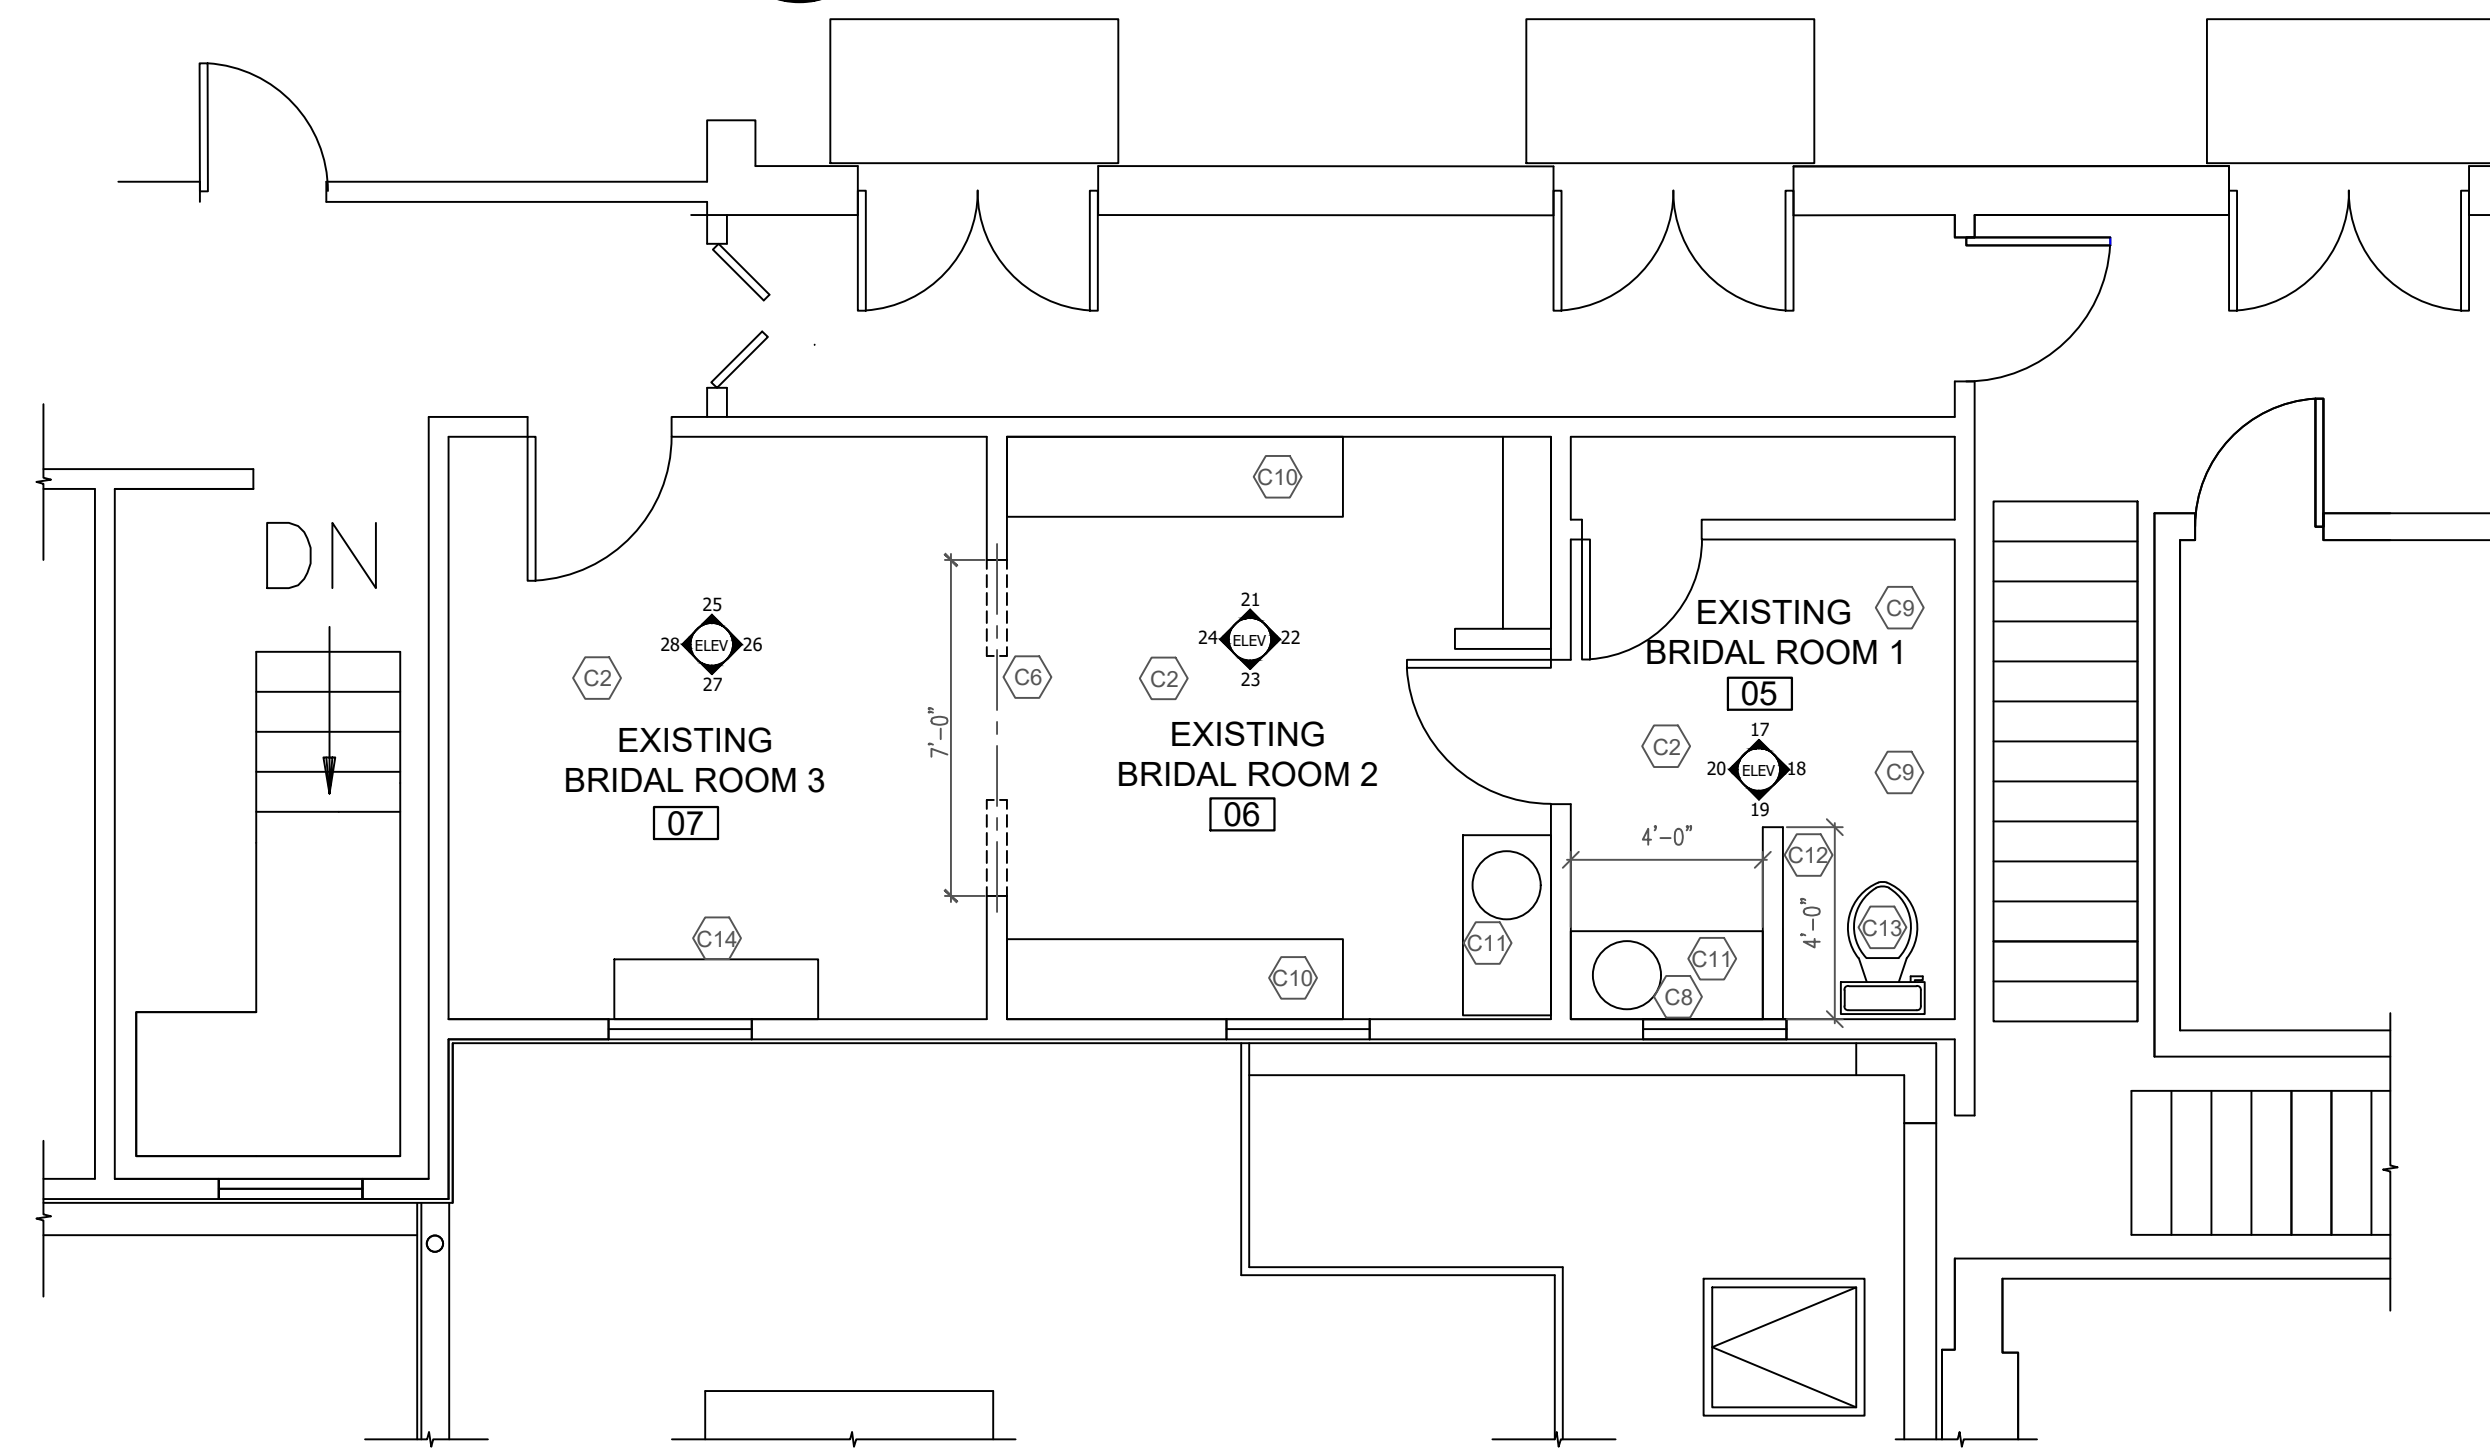 C10
DN
25
28 ELEV 26
27
C2
EXISTING
BRIDAL ROOM 3
07
7'-0"
C14
C6
21
24 ELEV 22
23
C2
EXISTING
BRIDAL ROOM 2
06
C10
C11
EXISTING
BRIDAL ROOM 1
05
C9
C2
17
20 ELEV 18
19
C9
4'-0"
C12
4'-0"
C13
C11
C8